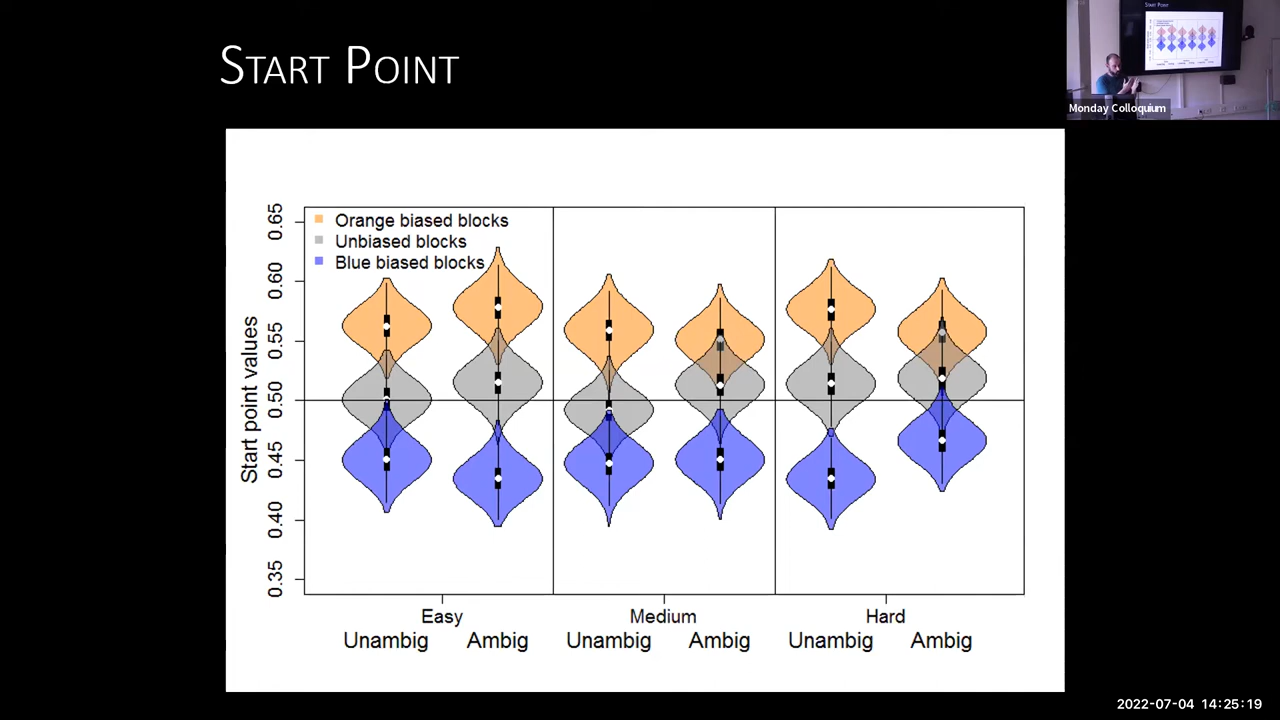 START POINT
START POINT
Monday Colloquium
Orange biased blocks
Unbiased blocks
Blue biased blocks
Start point values
0.65
0.60
0.55
0.50
0.45
0.40
0.35
Easy
Medium
Hard
Unambig
Ambig
Unambig
Ambig
Unambig
Ambig
2022-07-04 14:25:19